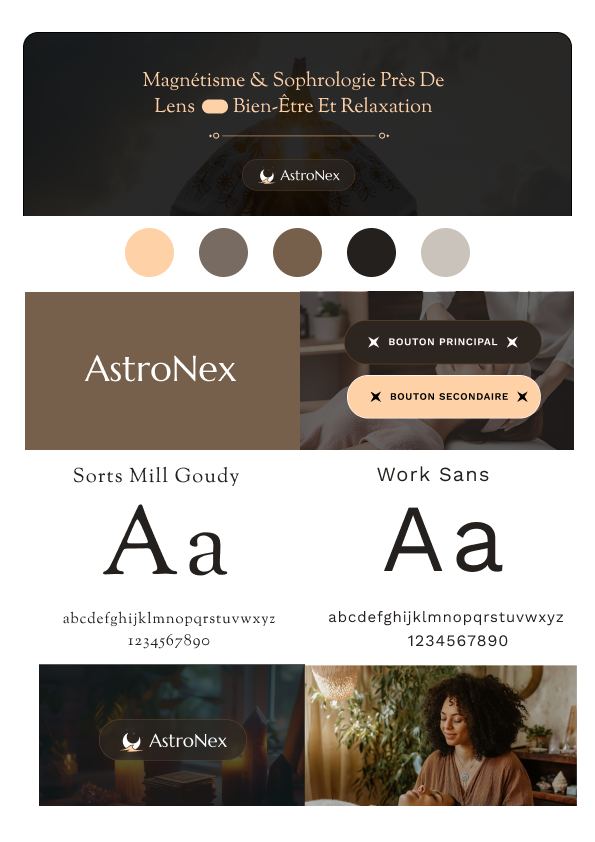 Magnétisme & Sophrologie Près De
Lens Bien-Être Et Relaxation
AstroNex
AstroNex
BOUTON PRINCIPAL
BOUTON SECONDAIRE
Sorts Mill Goudy
Work Sans
Aa
Aa
abcdefghijklmnopqrstuvwxyz
1234567890
abcdefghijklmnopqrstuvwxyz
1234567890
AstroNex